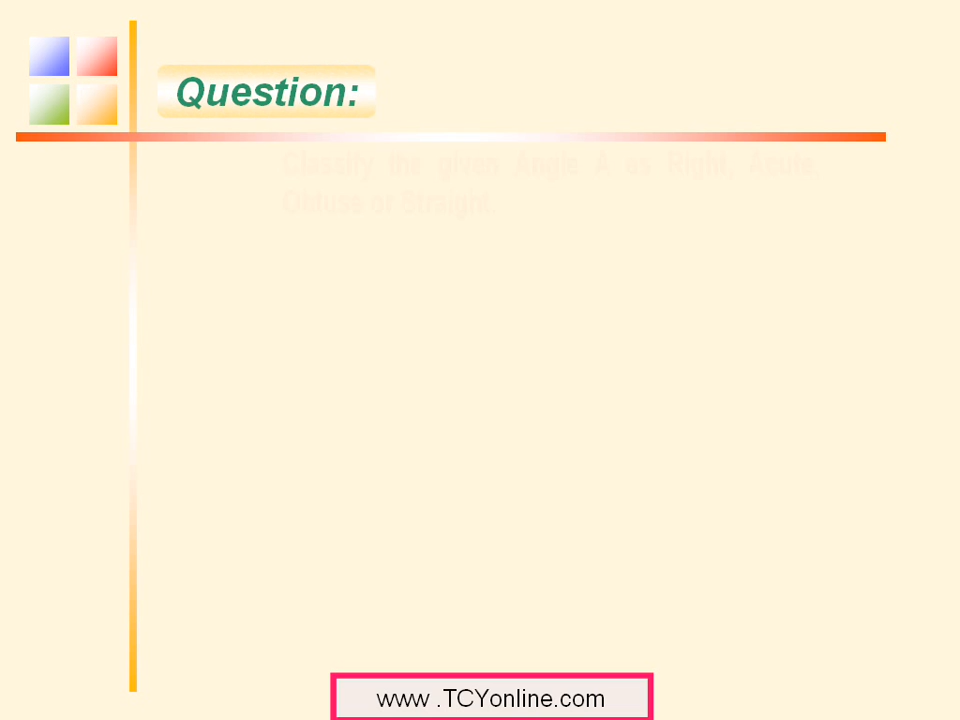 Question:
Classify the given Angle A as Right, Acute,
Obtuse or Straight.
www .TCYonline.com